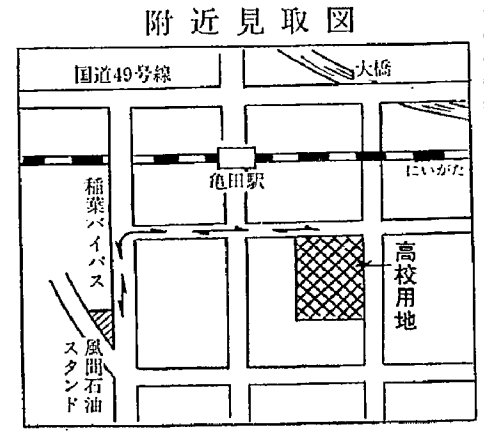 附近見取図
国道49号線
大橋
亀田駅
にいがた
稲葉バイパス
高校用地
風間石油
スタンド